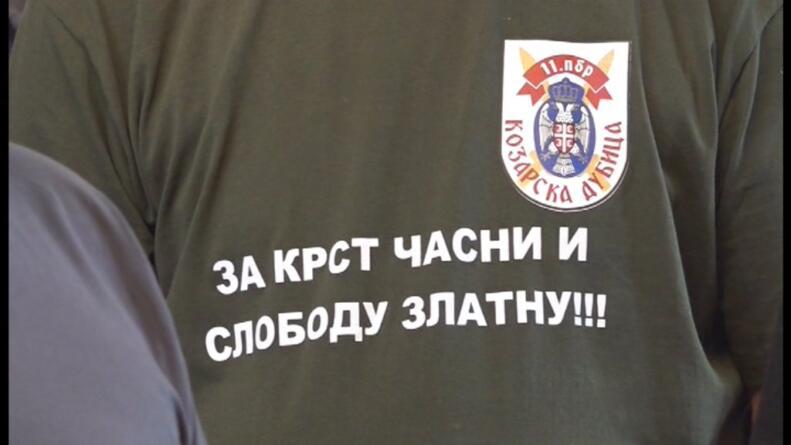 11.пбр
КОЗАРСКА ДУБИЦА
ЗА КРСТ ЧАСНИ И
СЛОБОДУ ЗЛАТНУ!!!